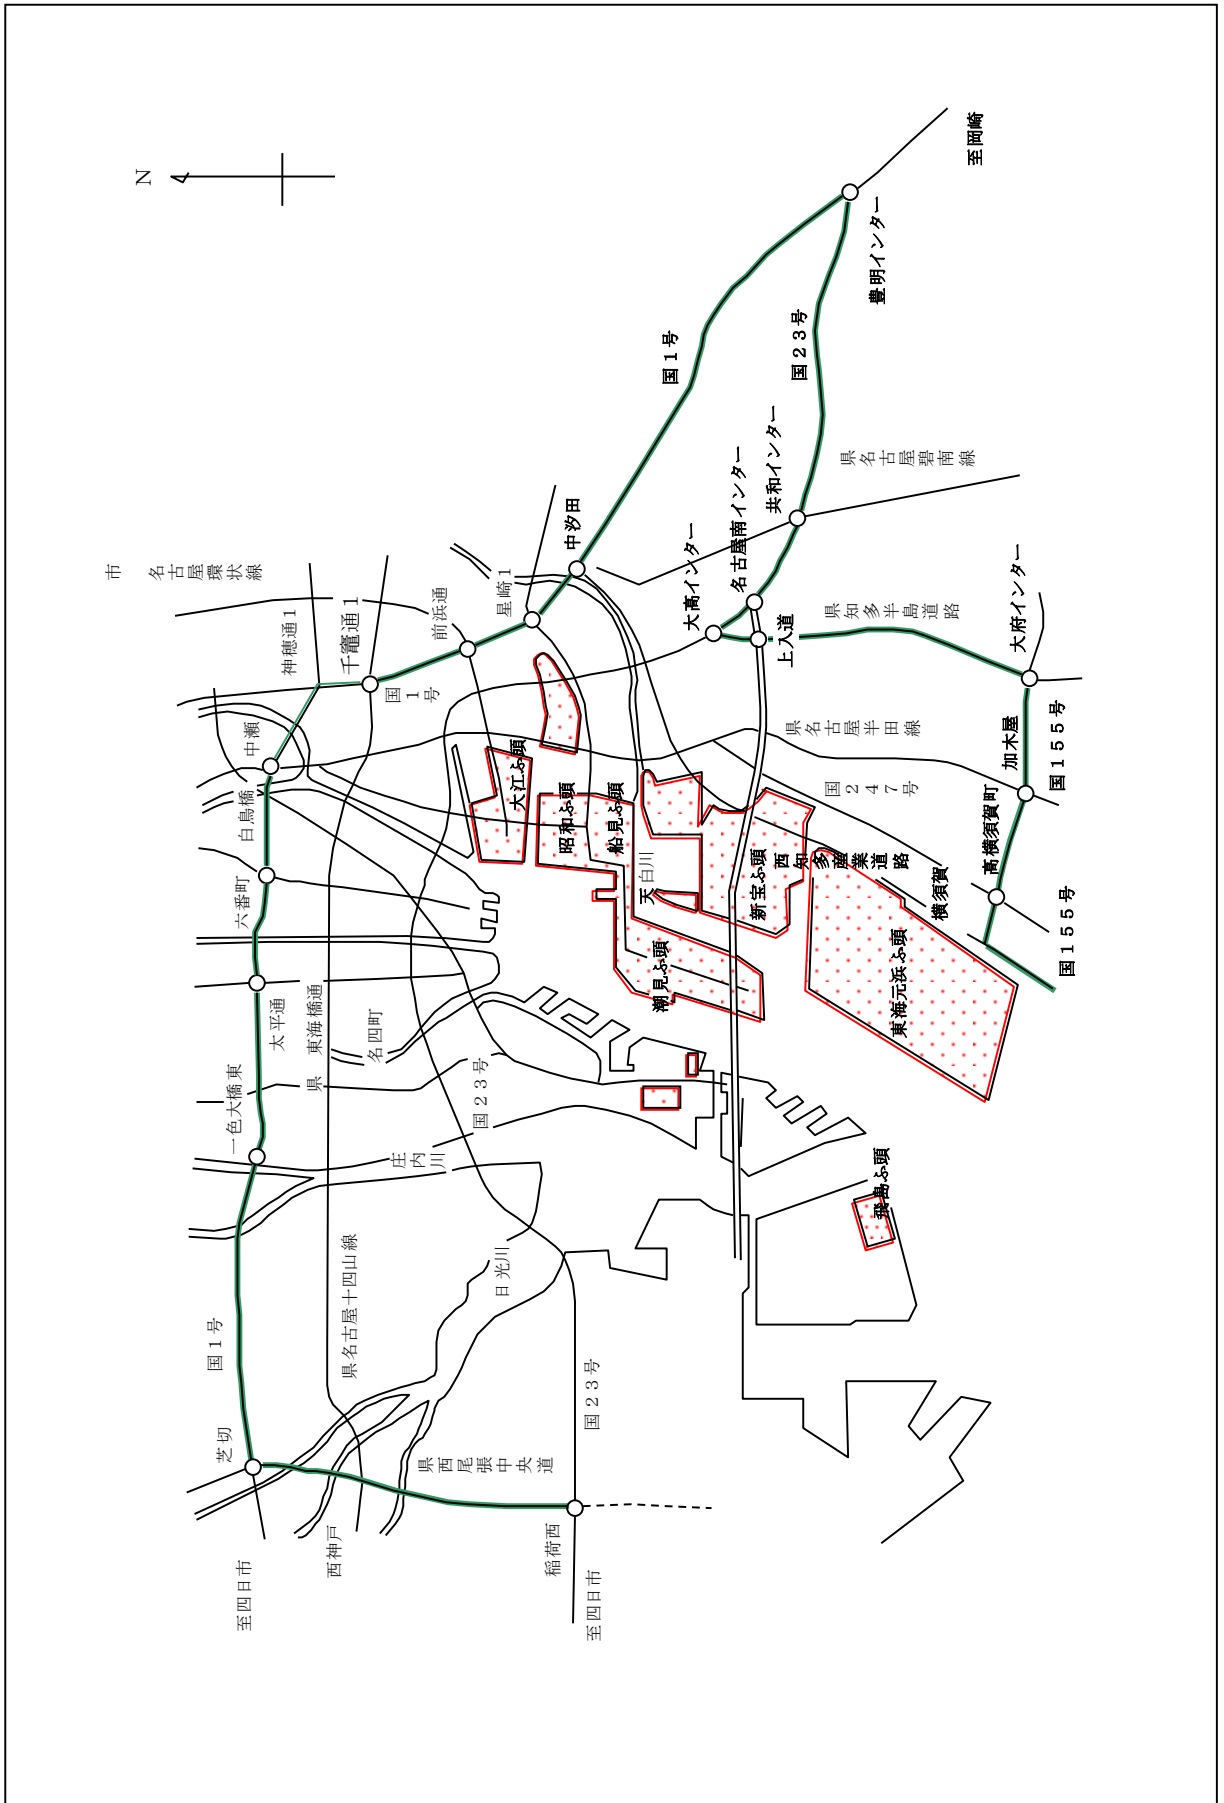 N
至岡崎
豊明インター
国１号
国２３号
共和インター
県名古屋碧南線
名古屋南インター
大高インター
中汐田
星崎１
前浜通
市　名古屋環状線
神穂通１
千竈通１
国１号
上入道
県知多半島道路
大府インター
加木屋
国１５５号
高横須賀町
国１５５号
県名古屋半田線
国２４７号
西知多産業道路
横須賀
中瀬
白鳥橋
六番町
大江ふ頭
昭和ふ頭
船見ふ頭
天白川
新宝ふ頭
潮見ふ頭
東海元浜ふ頭
飛島ふ頭
太平通
県　東海橋通
名四町
国２３号
一色大橋東
庄内川
日光川
県名古屋十四山線
国１号
国２３号
芝切
県西尾張中央道
西神戸
稲荷西
至四日市
至四日市